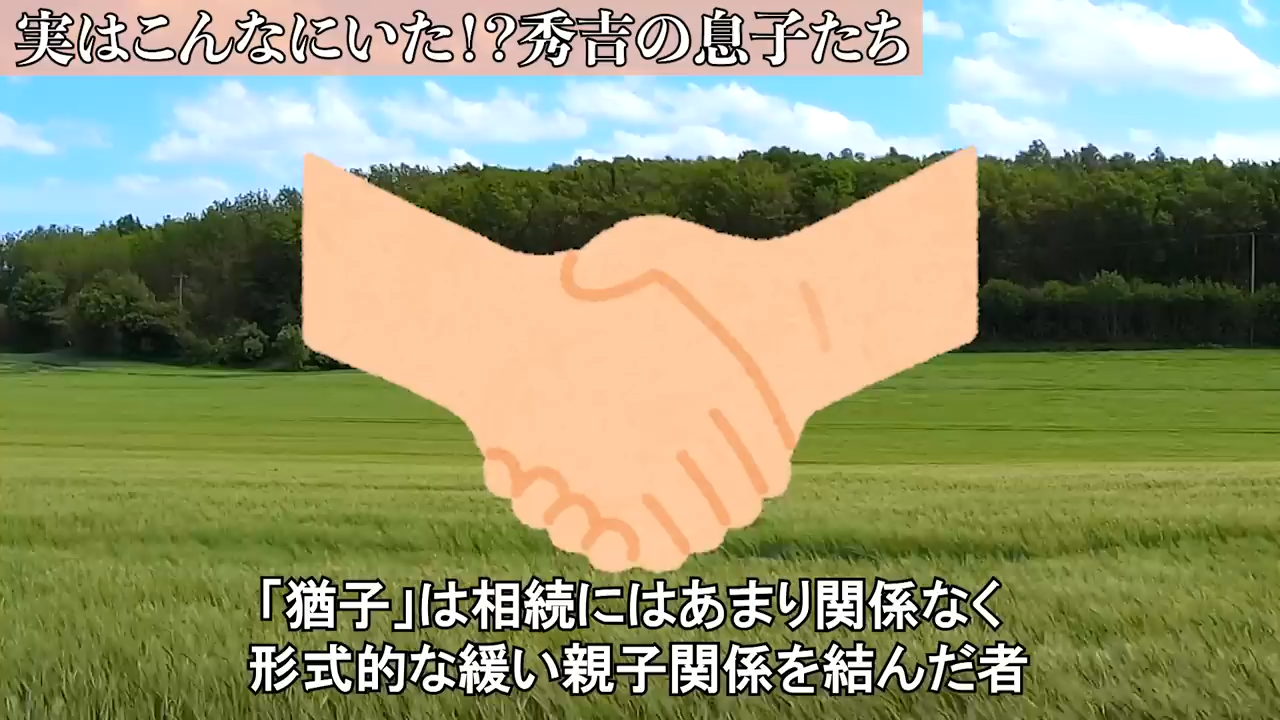 実はこんなにいた!?秀吉の息子たち
「猶子」は相続にはあまり関係なく
形式的な緩い親子関係を結んだ者